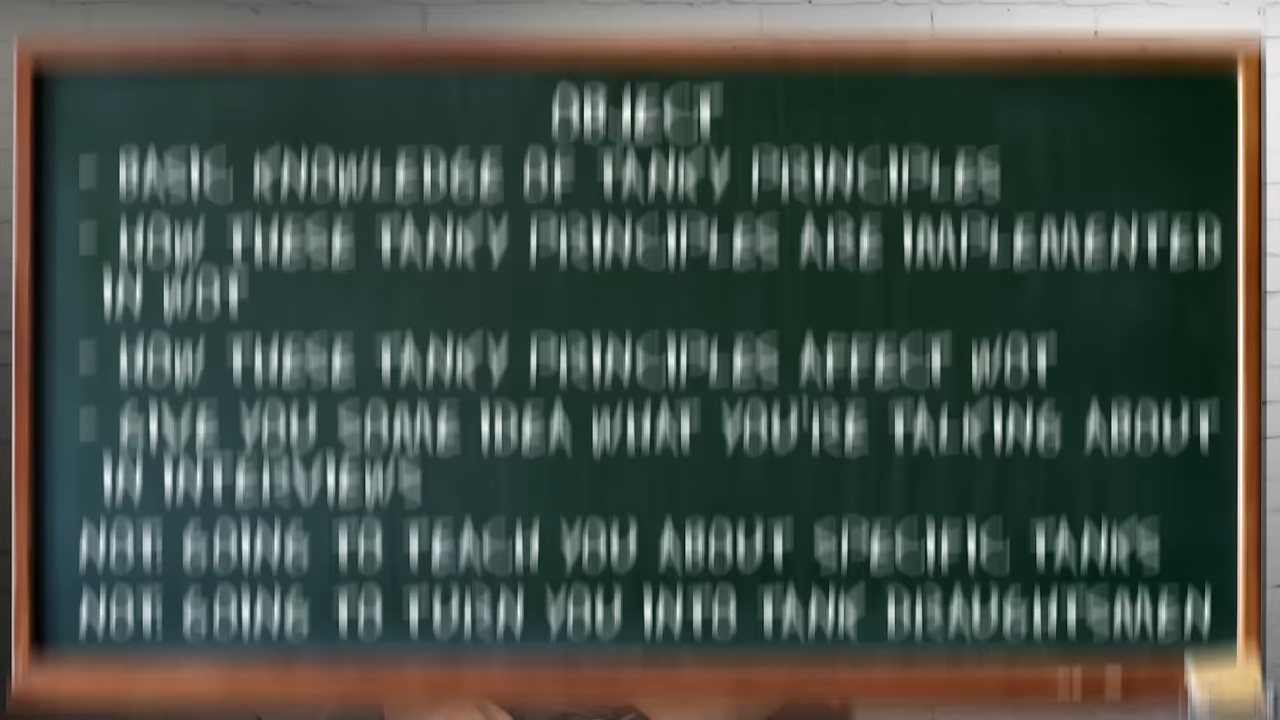 OBJECT
BASIC KNOWLEDGE OF TANKY PRINCIPLES
HOW THESE TANKY PRINCIPLES ARE IMPLEMENTED
IN WOT
HOW THESE TANKY PRINCIPLES AFFECT WOT
GIVE YOU SOME IDEA WHAT YOU'RE TALKING ABOUT
IN INTERVIEWS
NOT GOING TO TEACH YOU ABOUT SPECIFIC TANKS
NOT GOING TO TURN YOU INTO TANK DRAUGHTSMEN